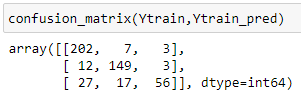 confusion_matrix(Ytrain,Ytrain_pred)
array([[202,   7,   3],
       [ 12, 149,   3],
       [ 27,  17,  56]], dtype=int64)